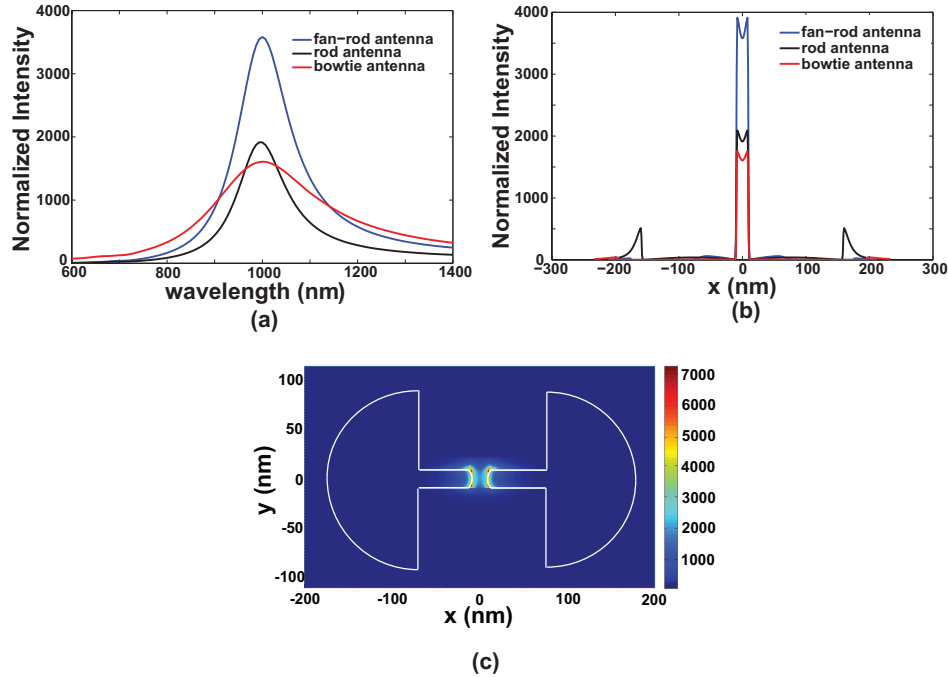 4000
3000
2000
1000
0
600
800
1000
1200
1400
Normalized Intensity
wavelength (nm)
fan−rod antenna
rod antenna
bowtie antenna
(a)
4000
3000
2000
1000
0
−300
−200
−100
0
100
200
300
Normalized Intensity
x (nm)
fan−rod antenna
rod antenna
bowtie antenna
(b)
100
50
0
-50
-100
-200
-100
0
100
200
y (nm)
x (nm)
7000
6000
5000
4000
3000
2000
1000
(c)